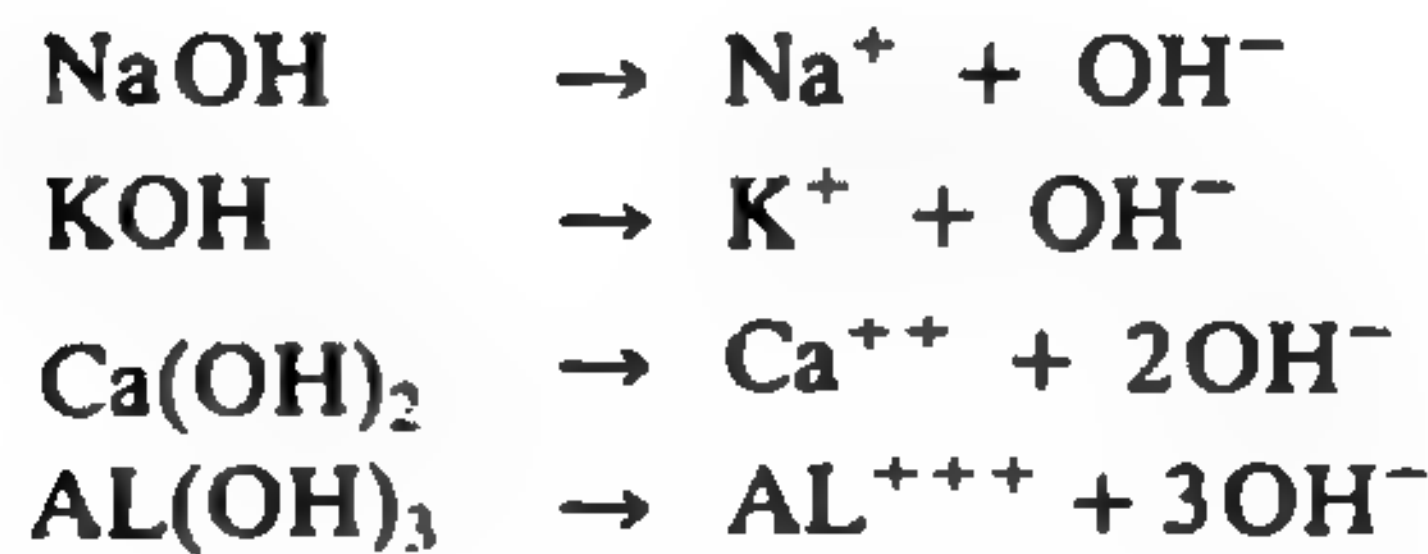 NaOH → Na⁺ + OH⁻
KOH → K⁺ + OH⁻
Ca(OH)₂ → Ca⁺⁺ + 2OH⁻
AL(OH)₃ → AL⁺⁺⁺ + 3OH⁻